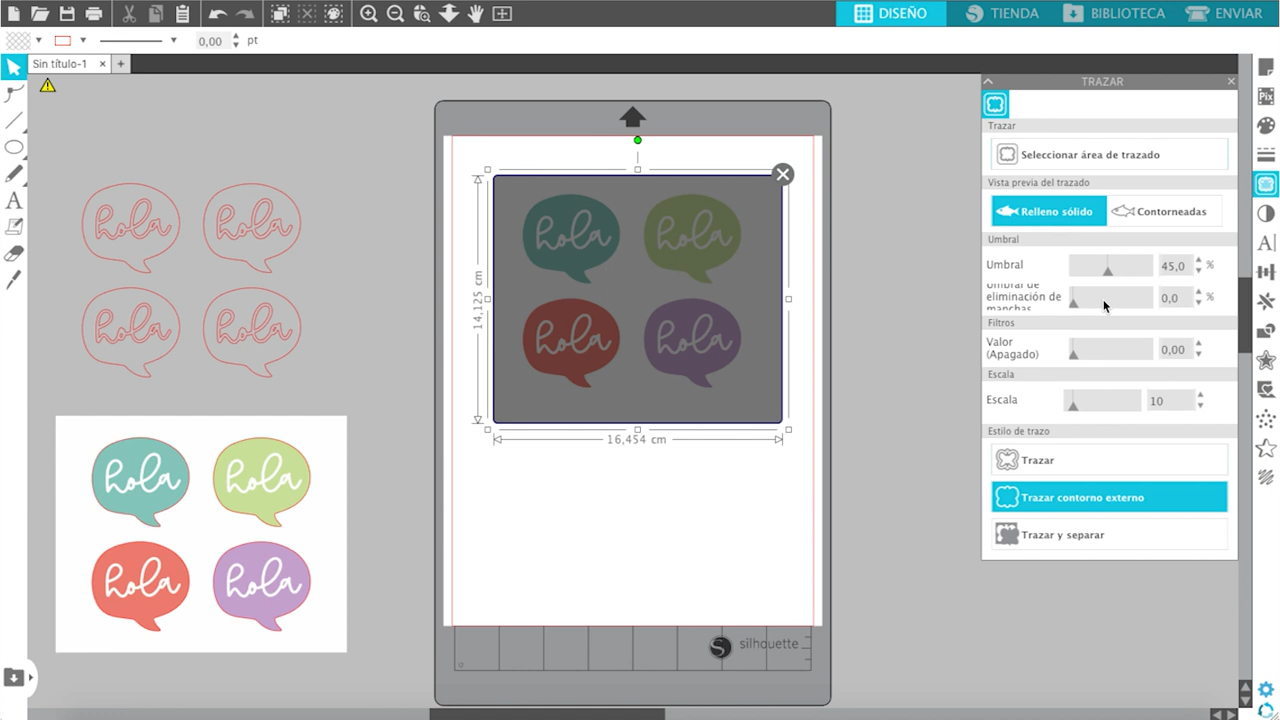 DISEÑO
TIENDA
BIBLIOTECA
ENVIAR
0,00 pt
Sin título-1
TRAZAR
Trazar
Seleccionar área de trazado
Vista previa del trazado
Relleno sólido
Contorneadas
Umbral
Umbral
45,0 %
Umbral de
eliminación de
manchas
0,0 %
Filtros
Valor
(Apagado)
0,00
Escala
Escala
10
Estilo de trazo
Trazar
Trazar contorno externo
Trazar y separar
hola hola
hola hola
hola hola
hola hola
14,125 cm
16,454 cm
hola hola
hola hola
silhouette
Pix
A
A